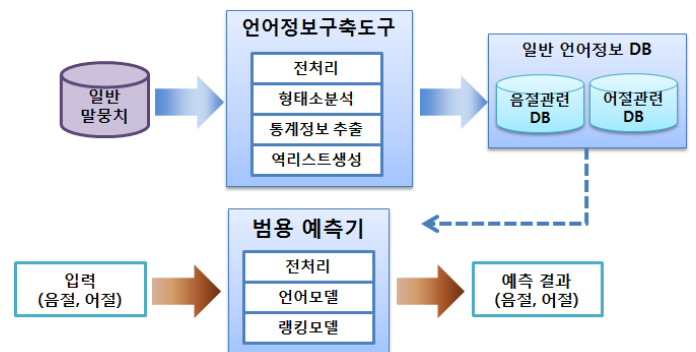 언어정보구축도구
전처리
형태소분석
통계정보 추출
역리스트생성
일반
말뭉치
일반 언어정보 DB
음절관련
DB
어절관련
DB
범용 예측기
전처리
언어모델
랭킹모델
입력
(음절, 어절)
예측 결과
(음절, 어절)